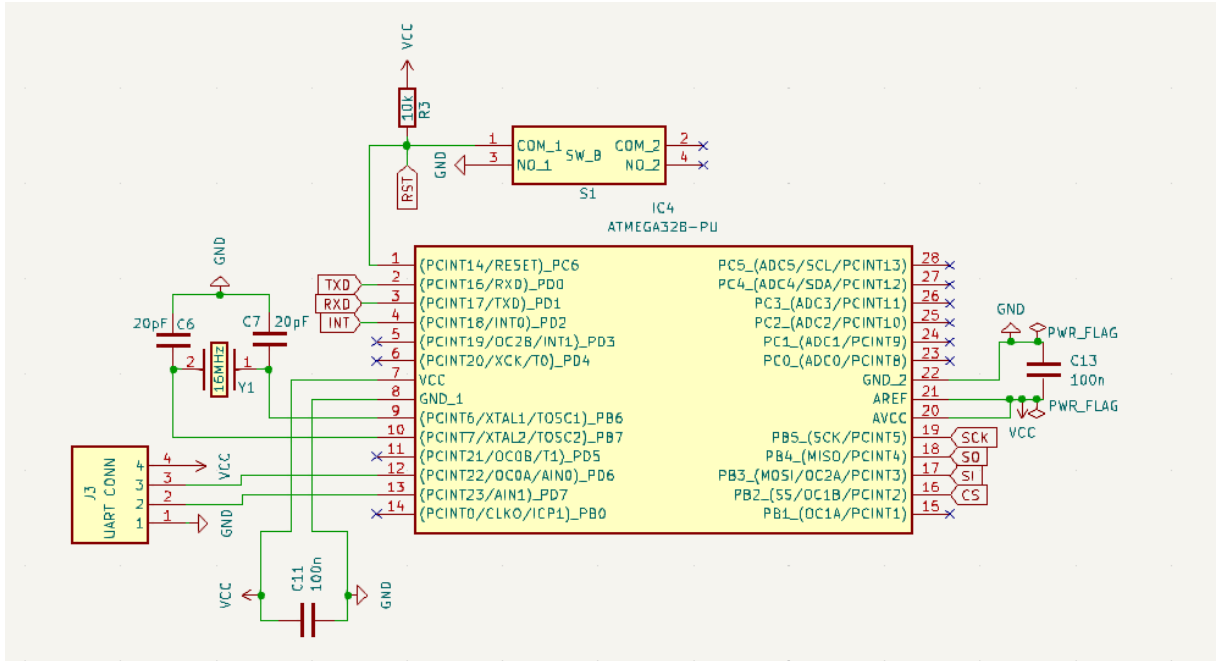 VCC
10k
R3
1
COM_1
COM_2
2
SW_B
GND
3
NO_1
NO_2
4
RST
S1
IC4
ATMEGA328-PU
GND
1
(PCINT14/RESET)_PC6
PC5_(ADC5/SCL/PCINT13)
28
TXD
2
(PCINT16/RXD)_PD0
PC4_(ADC4/SDA/PCINT12)
27
RXD
3
(PCINT17/TXD)_PD1
PC3_(ADC3/PCINT11)
26
INT
4
(PCINT18/INT0)_PD2
PC2_(ADC2/PCINT10)
25
5
(PCINT19/OC2B/INT1)_PD3
PC1_(ADC1/PCINT9)
24
6
(PCINT20/XCK/T0)_PD4
PC0_(ADC0/PCINT8)
23
7
VCC
GND_2
22
8
GND_1
AREF
21
9
(PCINT6/XTAL1/TOSC1)_PB6
AVCC
20
10
(PCINT7/XTAL2/TOSC2)_PB7
PB5_(SCK/PCINT5)
19
SCK
11
(PCINT21/OC0B/T1)_PD5
PB4_(MISO/PCINT4)
18
SO
12
(PCINT22/OC0A/AIN0)_PD6
PB3_(MOSI/OC2A/PCINT3)
17
SI
13
(PCINT23/AIN1)_PD7
PB2_(SS/OC1B/PCINT2)
16
CS
14
(PCINT0/CLKO/ICP1)_PB0
PB1_(OC1A/PCINT1)
15
20pF C6
C7 20pF
2
16MHz
1
Y1
GND
PWR_FLAG
C13
100n
PWR_FLAG
VCC
J3
UART CONN
4
3
2
1
VCC
GND
VCC
C11
100n
GND